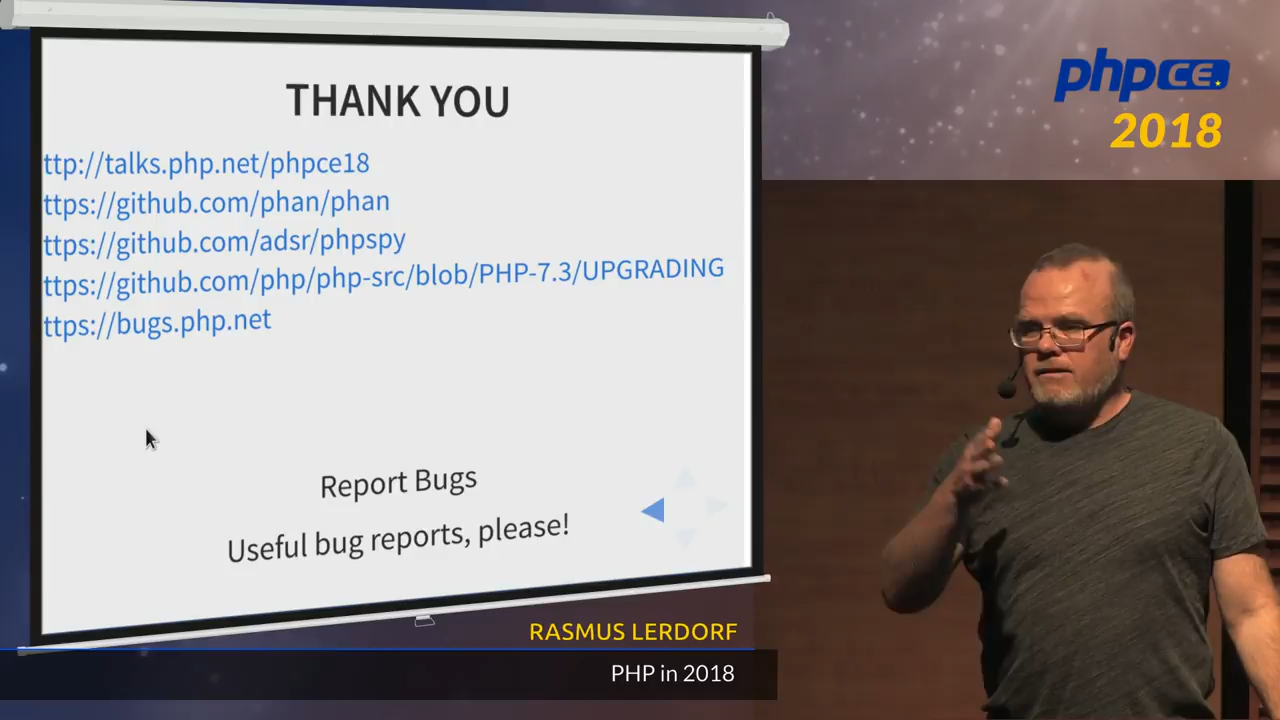 THANK YOU
ttp://talks.php.net/phpce18
ttps://github.com/phan/phan
ttps://github.com/adsr/phpspy
ttps://github.com/php/php-src/blob/PHP-7.3/UPGRADING
ttps://bugs.php.net
Report Bugs
Useful bug reports, please!
phpCE
2018
RASMUS LERDORF
PHP in 2018